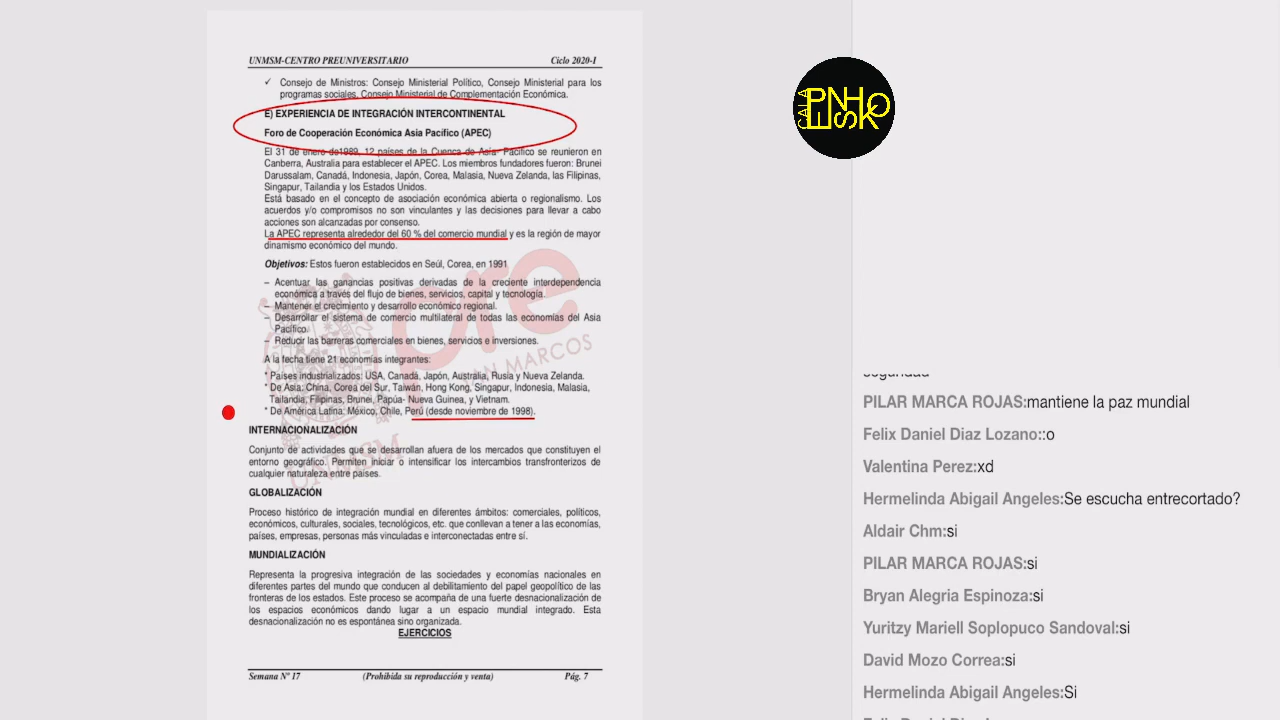 UNMSM-CENTRO PREUNIVERSITARIO Ciclo 2020-I
✓ Consejo de Ministros: Consejo Ministerial Político, Consejo Ministerial para los
programas sociales, Consejo Ministerial de Complementación Económica.
E) EXPERIENCIA DE INTEGRACIÓN INTERCONTINENTAL
Foro de Cooperación Económica Asia Pacífico (APEC)
El 31 de enero de1989, 12 países de la Cuenca de Asia- Pacífico se reunieron en
Canberra, Australia para establecer el APEC. Los miembros fundadores fueron: Brunei
Darussalam, Canadá, Indonesia, Japón, Corea, Malasia, Nueva Zelanda, las Filipinas,
Singapur, Tailandia y los Estados Unidos.
Está basado en el concepto de asociación económica abierta o regionalismo. Los
acuerdos y/o compromisos no son vinculantes y las decisiones para llevar a cabo
acciones son alcanzadas por consenso.
La APEC representa alrededor del 60 % del comercio mundial y es la región de mayor
dinamismo económico del mundo.
Objetivos: Estos fueron establecidos en Seúl, Corea, en 1991
– Acentuar las ganancias positivas derivadas de la creciente interdependencia
económica a través del flujo de bienes, servicios, capital y tecnología.
– Mantener el crecimiento y desarrollo económico regional.
– Desarrollar el sistema de comercio multilateral de todas las economías del Asia
Pacífico.
– Reducir las barreras comerciales en bienes, servicios e inversiones.
A la fecha tiene 21 economías integrantes:
* Países industrializados: USA, Canadá, Japón, Australia, Rusia y Nueva Zelanda.
* De Asia: China, Corea del Sur, Taiwán, Hong Kong, Singapur, Indonesia, Malasia,
Tailandia, Filipinas, Brunei, Papúa- Nueva Guinea, y Vietnam.
* De América Latina: México, Chile, Perú (desde noviembre de 1998).
INTERNACIONALIZACIÓN
Conjunto de actividades que se desarrollan afuera de los mercados que constituyen el
entorno geográfico. Permiten iniciar o intensificar los intercambios transfronterizos de
cualquier naturaleza entre países.
GLOBALIZACIÓN
Proceso histórico de integración mundial en diferentes ámbitos: comerciales, políticos,
económicos, culturales, sociales, tecnológicos, etc. que conllevan a tener a las economías,
países, empresas, personas más vinculadas e interconectadas entre sí.
MUNDIALIZACIÓN
Representa la progresiva integración de las sociedades y economías nacionales en
diferentes partes del mundo que conducen al debilitamiento del papel geopolítico de las
fronteras de los estados. Este proceso se acompaña de una fuerte desnacionalización de
los espacios económicos dando lugar a un espacio mundial integrado. Esta
desnacionalización no es espontánea sino organizada.
EJERCICIOS
Semana Nº 17 (Prohibida su reproducción y venta) Pág. 7
pre
SAN MARCOS
UNMSM
seguridad
PILAR MARCA ROJAS:mantiene la paz mundial
Felix Daniel Diaz Lozano::o
Valentina Perez:xd
Hermelinda Abigail Angeles:Se escucha entrecortado?
Aldair Chm:si
PILAR MARCA ROJAS:si
Bryan Alegria Espinoza:si
Yuritzy Mariell Soplopuco Sandoval:si
David Mozo Correa:si
Hermelinda Abigail Angeles:Si